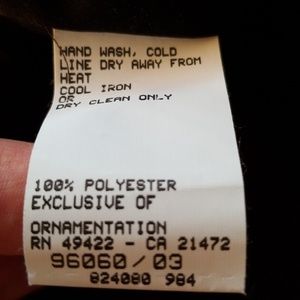 HAND WASH, COLD
LINE DRY AWAY FROM
HEAT
COOL IRON
OR
DRY CLEAN ONLY
100% POLYESTER
EXCLUSIVE OF
ORNAMENTATION
RN 49422 - CA 21472
96060/03
824080 984